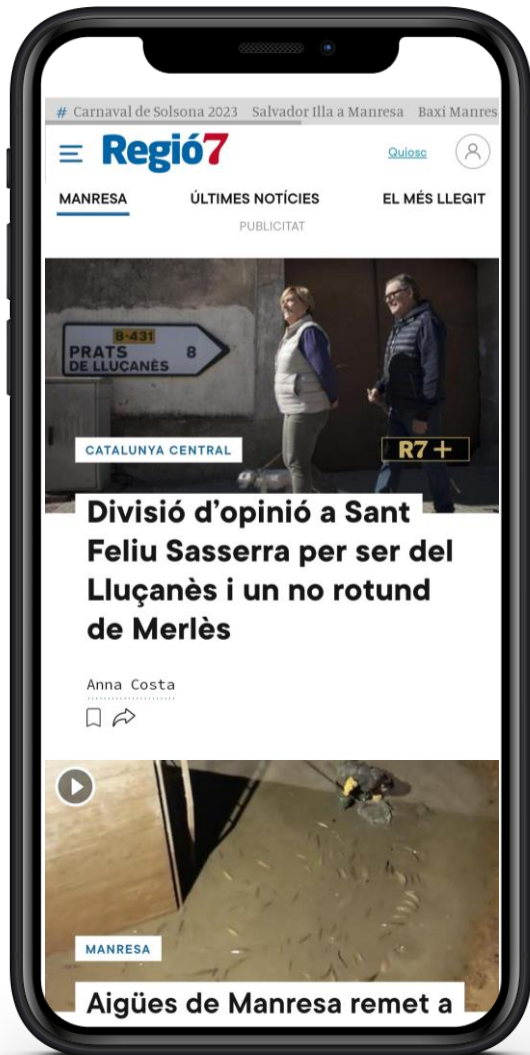 # Carnaval de Solsona 2023 Salvador Illa a Manresa Baxi Manres
Regió7
Quiosc
MANRESA ÚLTIMES NOTÍCIES EL MÉS LLEGIT
PUBLICITAT
B-431
PRATS 8
DE LLUÇANÈS
CATALUNYA CENTRAL
R7+
Divisió d'opinió a Sant
Feliu Sasserra per ser del
Lluçanès i un no rotund
de Merlès
Anna Costa
MANRESA
Aigües de Manresa remet a